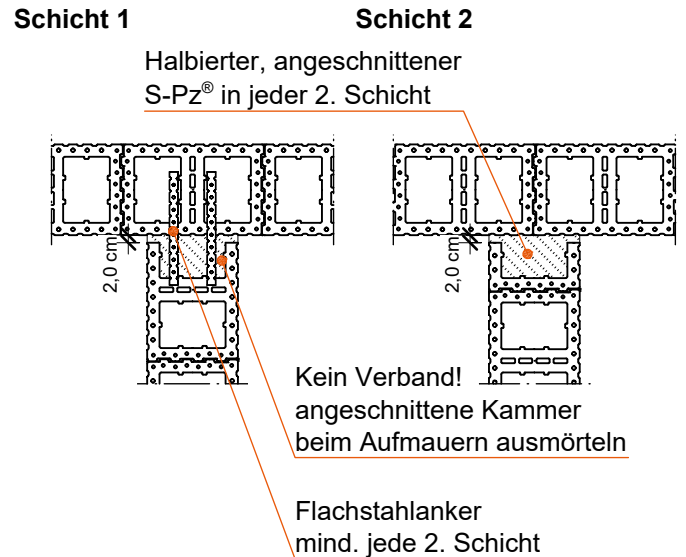 Schicht 1
Schicht 2
Halbierter, angeschnittener
S-Pz® in jeder 2. Schicht
2,0 cm
2,0 cm
Kein Verband!
angeschnittene Kammer
beim Aufmauern ausmörteln
Flachstahlanker
mind. jede 2. Schicht